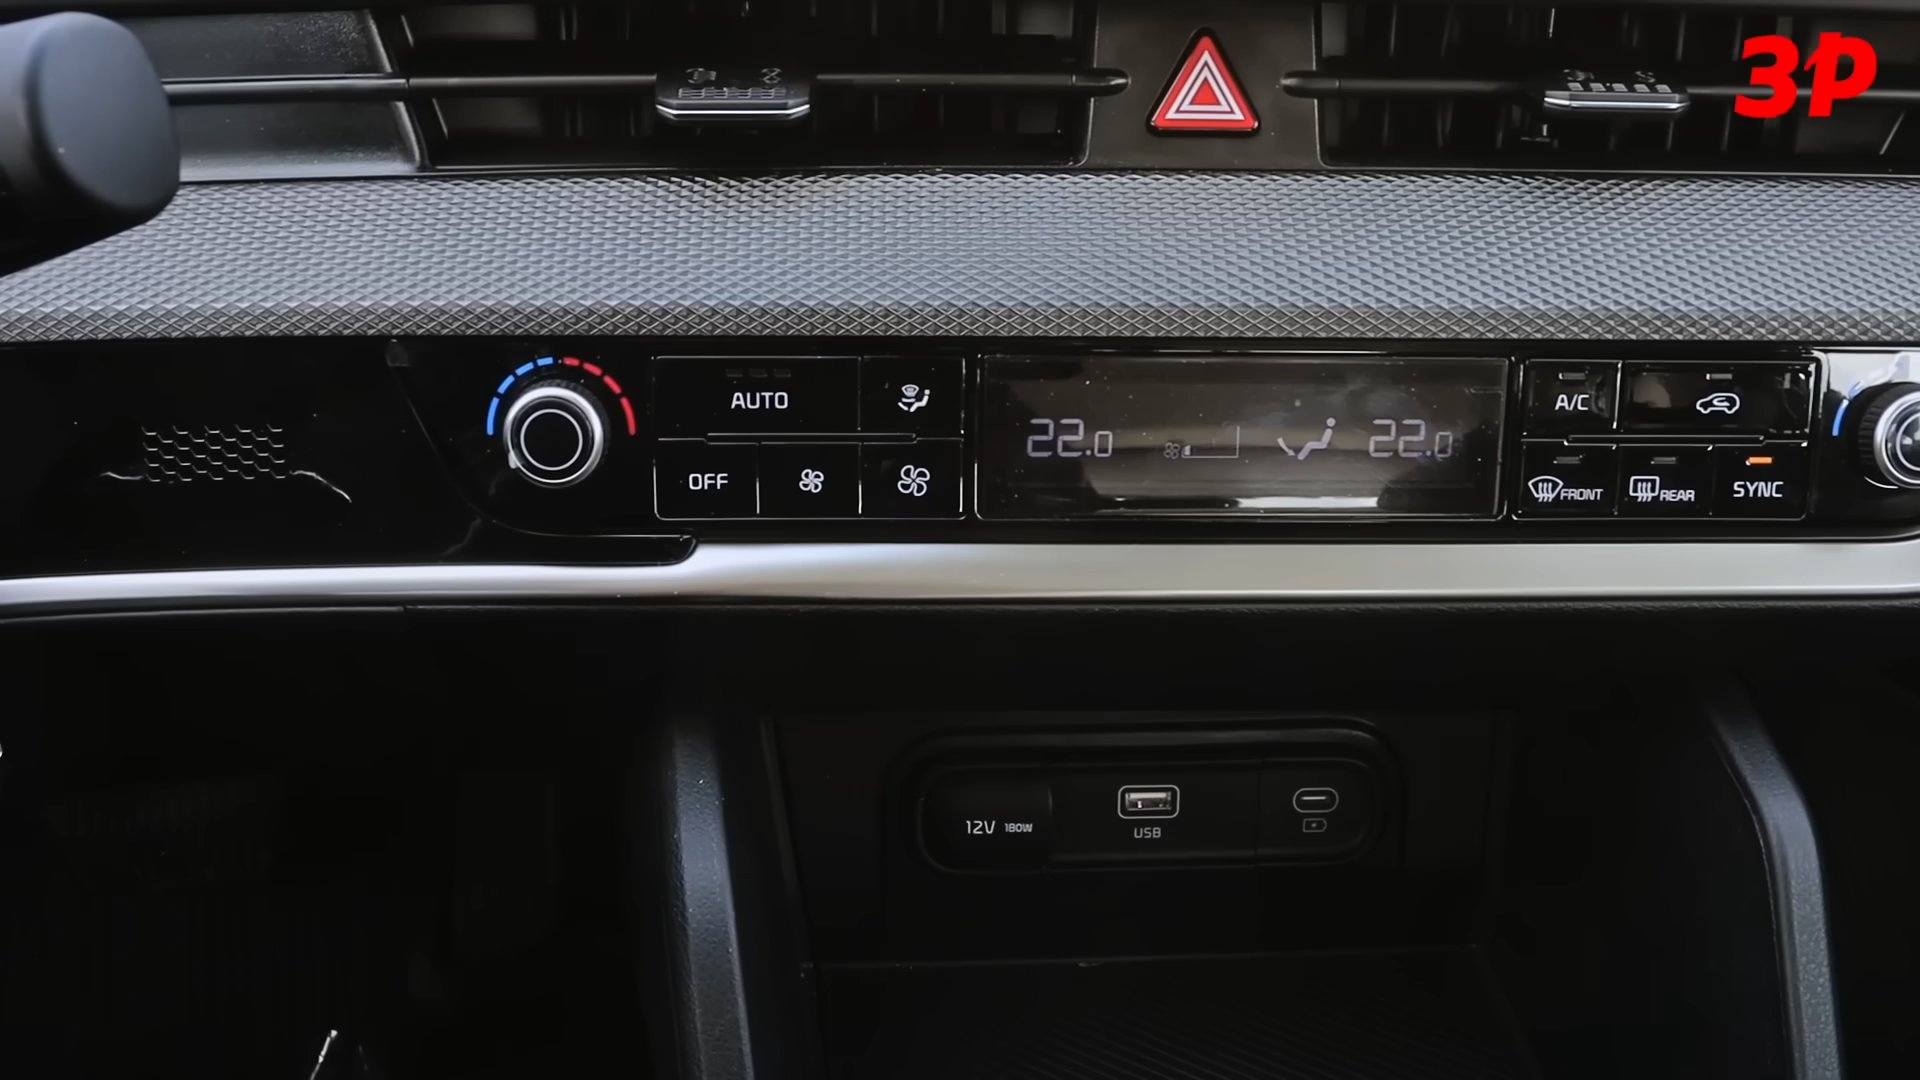 3P
AUTO
OFF
22.0 22.0
A/C
FRONT REAR SYNC
12V 180W
USB